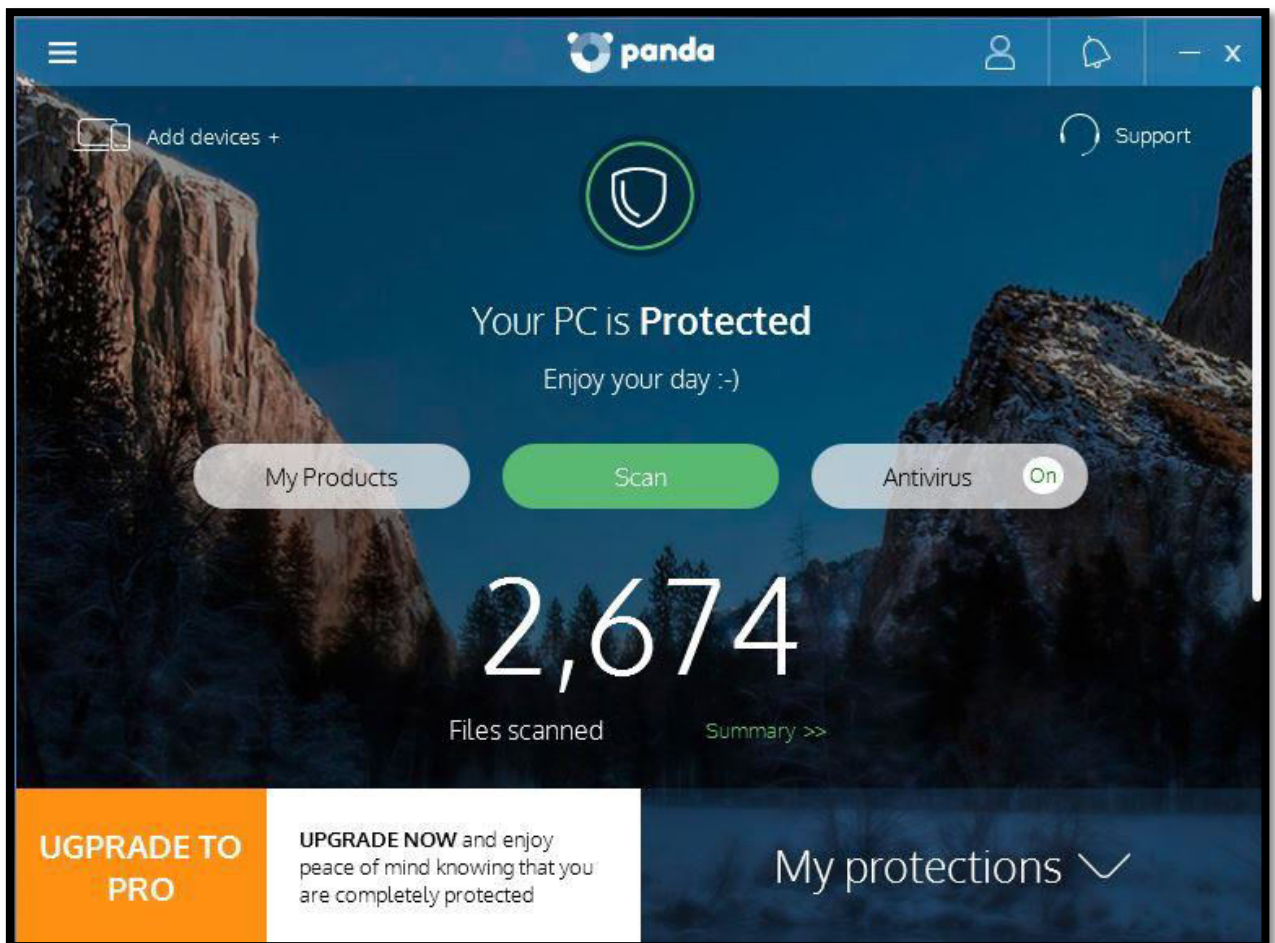 panda
x
Add devices +
Support
Your PC is Protected
Enjoy your day :-)
My Products
Scan
Antivirus On
2,674
Files scanned Summary >>
UGPRADE TO
PRO
UPGRADE NOW and enjoy
peace of mind knowing that you
are completely protected
My protections